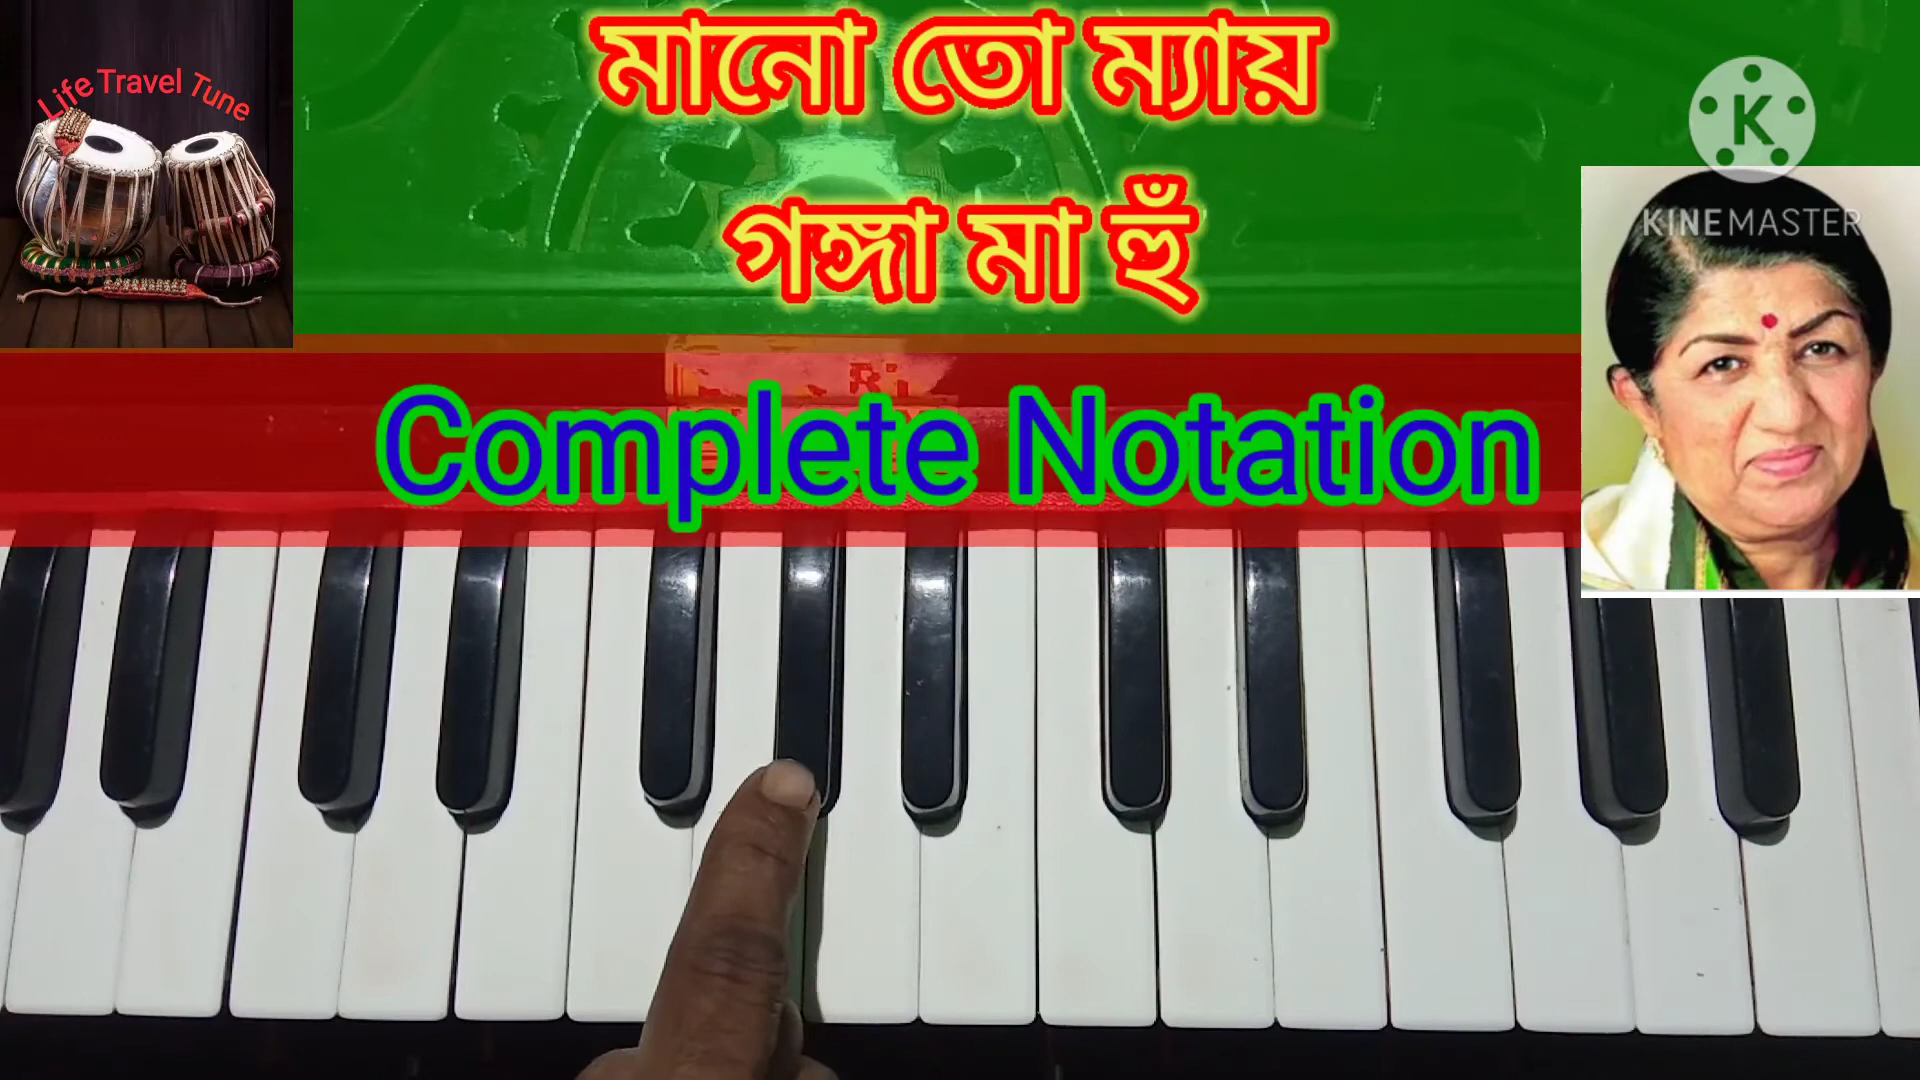 Life Travel Tune
মানো তো ম্যায়
গঙ্গা মা হুঁ
K
KINEMASTER
Complete Notation